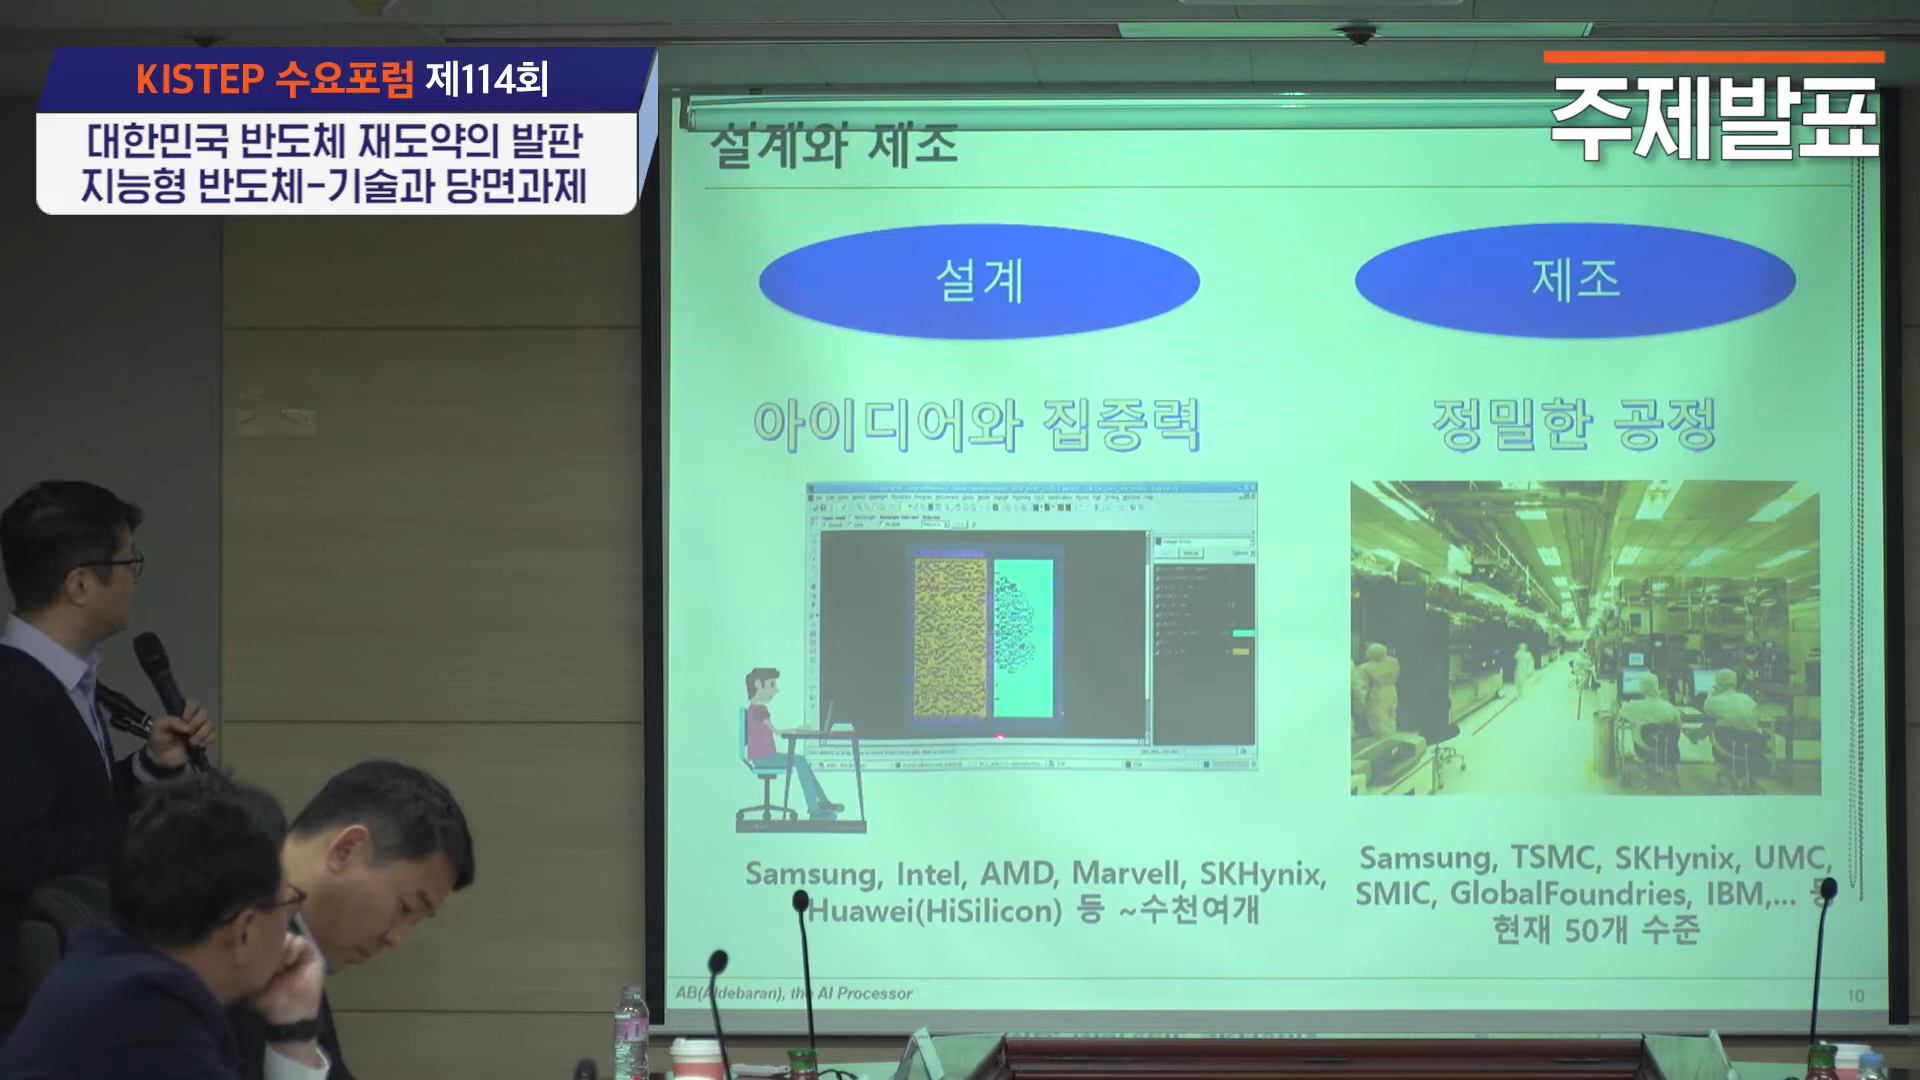 KISTEP 수요포럼 제114회
대한민국 반도체 재도약의 발판
지능형 반도체-기술과 당면과제
주제발표
설계와 제조
설계
제조
아이디어와 집중력
정밀한 공정
Samsung, Intel, AMD, Marvell, SKHynix,
Huawei(HiSilicon) 등 ~수천여개
Samsung, TSMC, SKHynix, UMC,
SMIC, GlobalFoundries, IBM,... 등
현재 50개 수준
AB(Aldebaran), the AI Processor
10